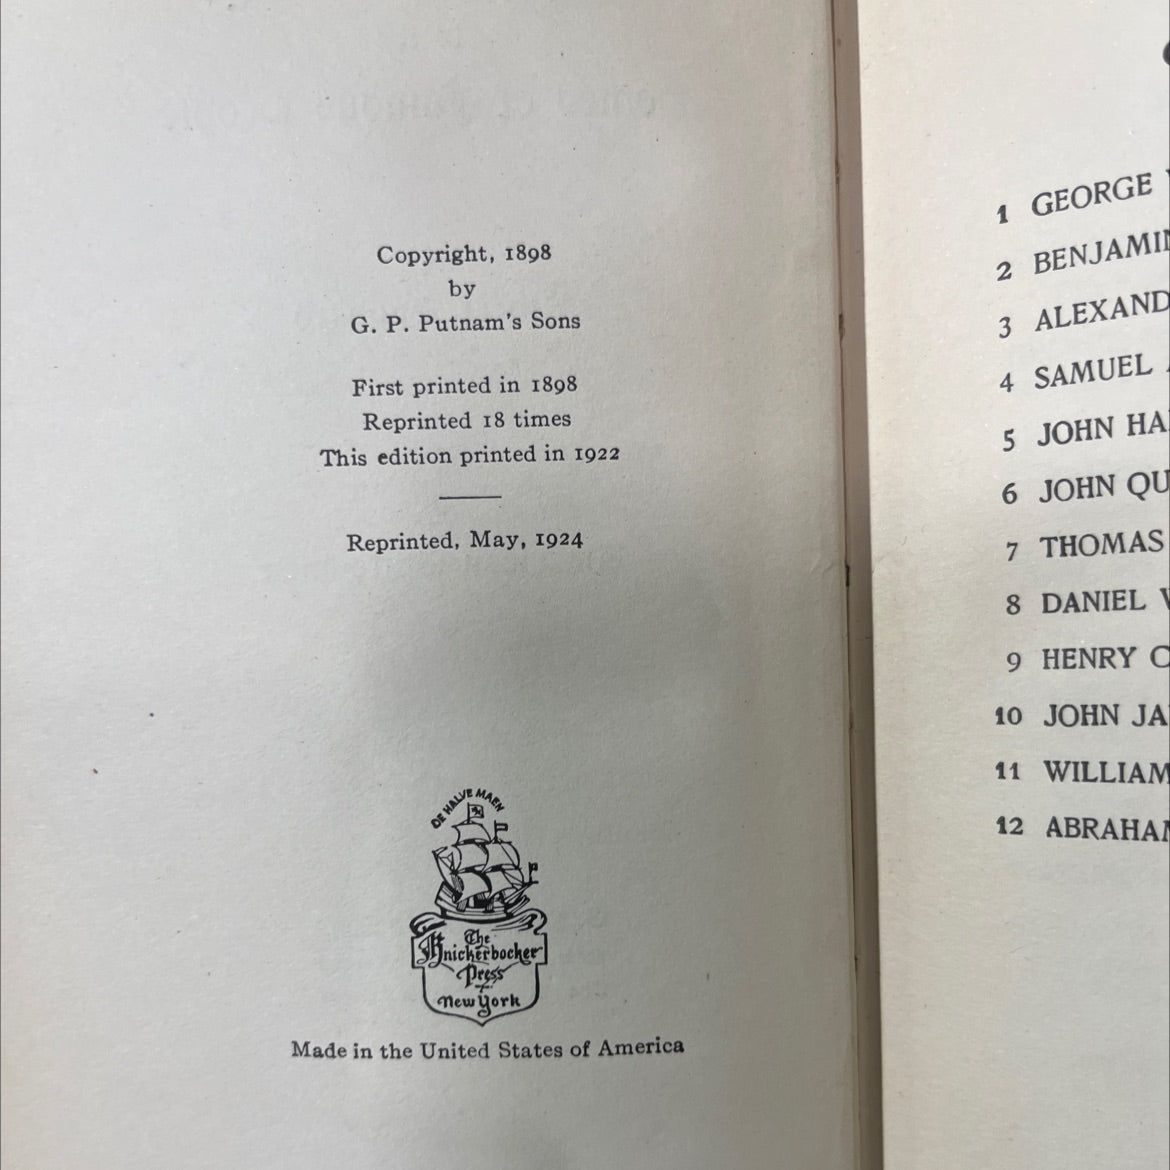 Copyright, 1898
by
G. P. Putnam's Sons
First printed in 1898
Reprinted 18 times
This edition printed in 1922
Reprinted, May, 1924
DE HALVE MAEN
The
Knickerbocker
Press
New York
Made in the United States of America
1 GEORGE
2 BENJAMIN
3 ALEXAND
4 SAMUEL
5 JOHN HA
6 JOHN QU
7 THOMAS
8 DANIEL
9 HENRY C
10 JOHN JA
11 WILLIAM
12 ABRAHAM